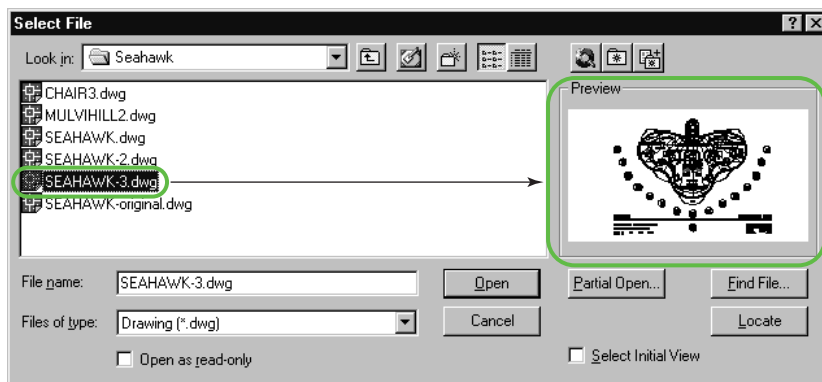 Select File
Look in: Seahawk
CHAIR3.dwg
MULVIHILL2.dwg
SEAHAWK.dwg
SEAHAWK-2.dwg
SEAHAWK-3.dwg
SEAHAWK-original.dwg
Preview
File name: SEAHAWK-3.dwg
Open
Partial Open...
Find File...
Files of type: Drawing (*.dwg)
Cancel
Locate
Open as read-only
Select Initial View